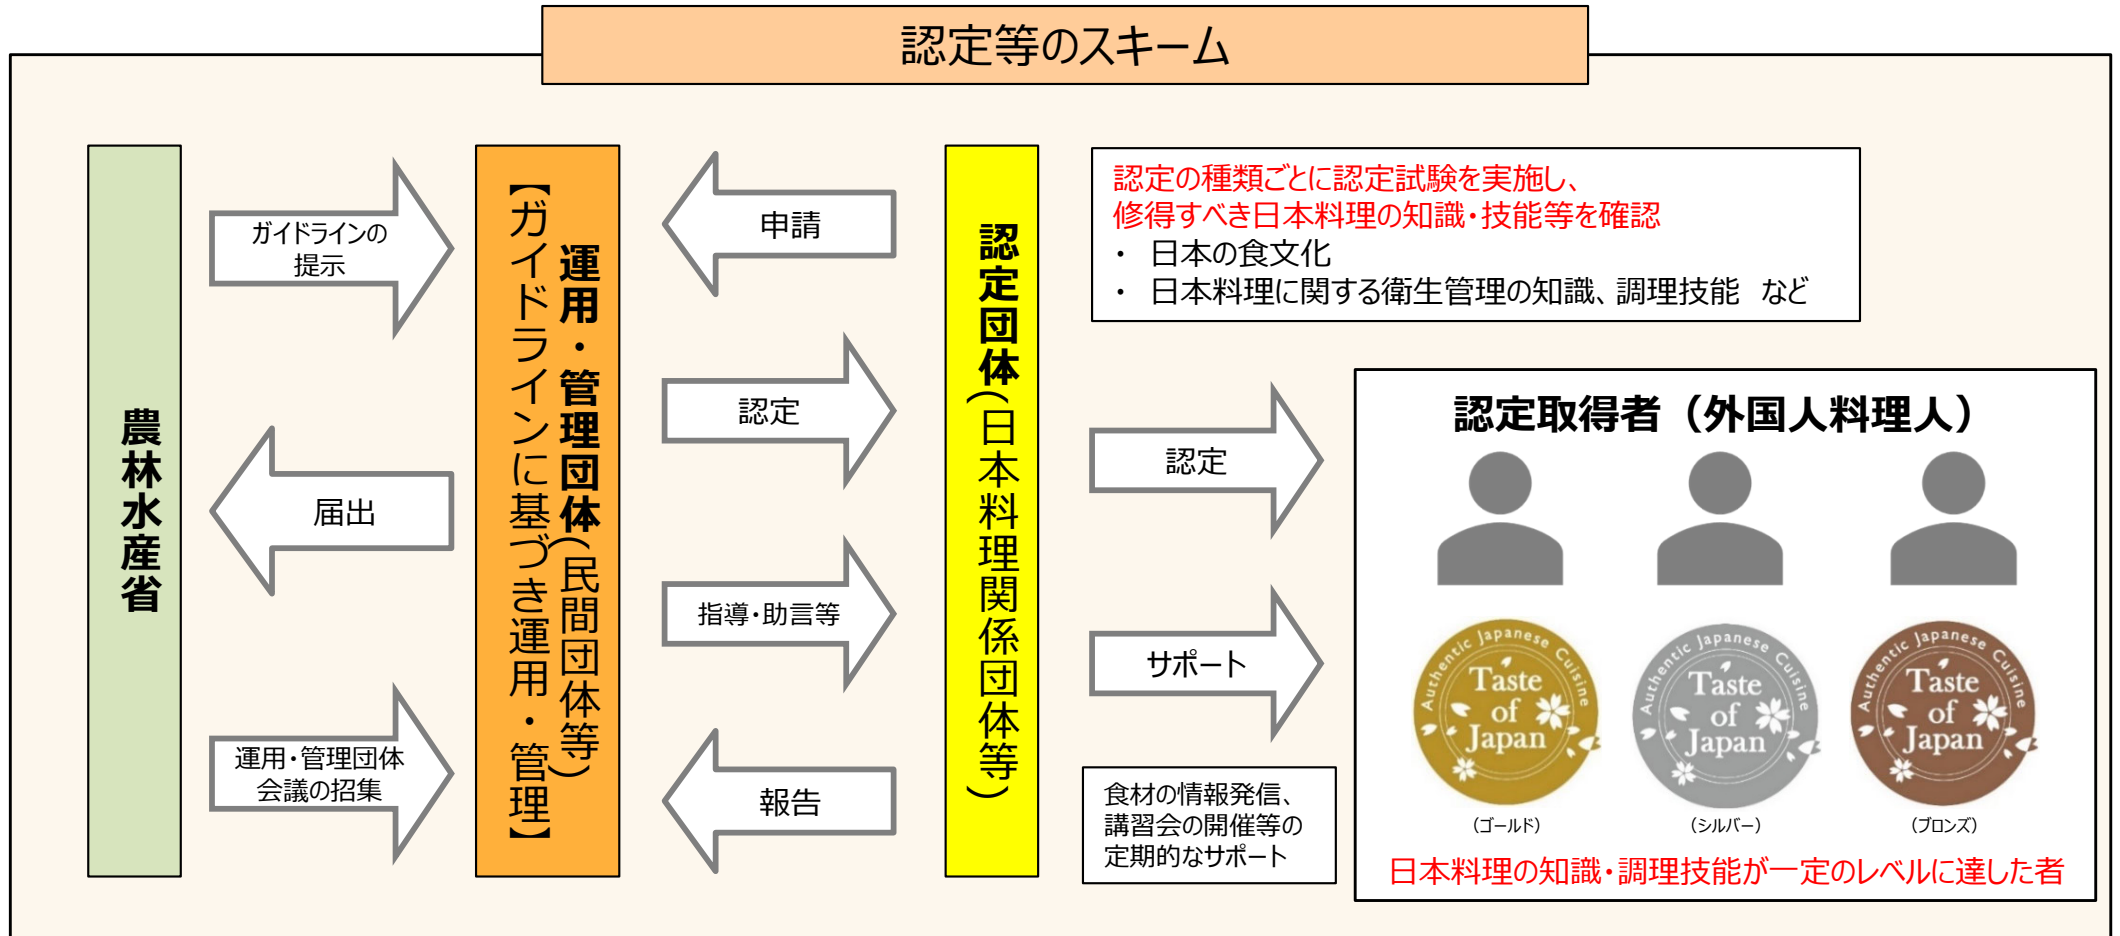 認定等のスキーム
農林水産省
ガイドラインの
提示
届出
運用・管理団体
会議の招集
運用・管理団体(民間団体等)
【ガイドラインに基づき運用・管理】
申請
認定
指導・助言等
報告
認定団体(日本料理関係団体等)
認定の種類ごとに認定試験を実施し、
修得すべき日本料理の知識・技能等を確認
・ 日本の食文化
・ 日本料理に関する衛生管理の知識、調理技能 など
認定
サポート
食材の情報発信、
講習会の開催等の
定期的なサポート
認定取得者（外国人料理人）
Authentic Japanese Cuisine
Taste
of
Japan
（ゴールド）
Authentic Japanese Cuisine
Taste
of
Japan
（シルバー）
Authentic Japanese Cuisine
Taste
of
Japan
（ブロンズ）
日本料理の知識・調理技能が一定のレベルに達した者